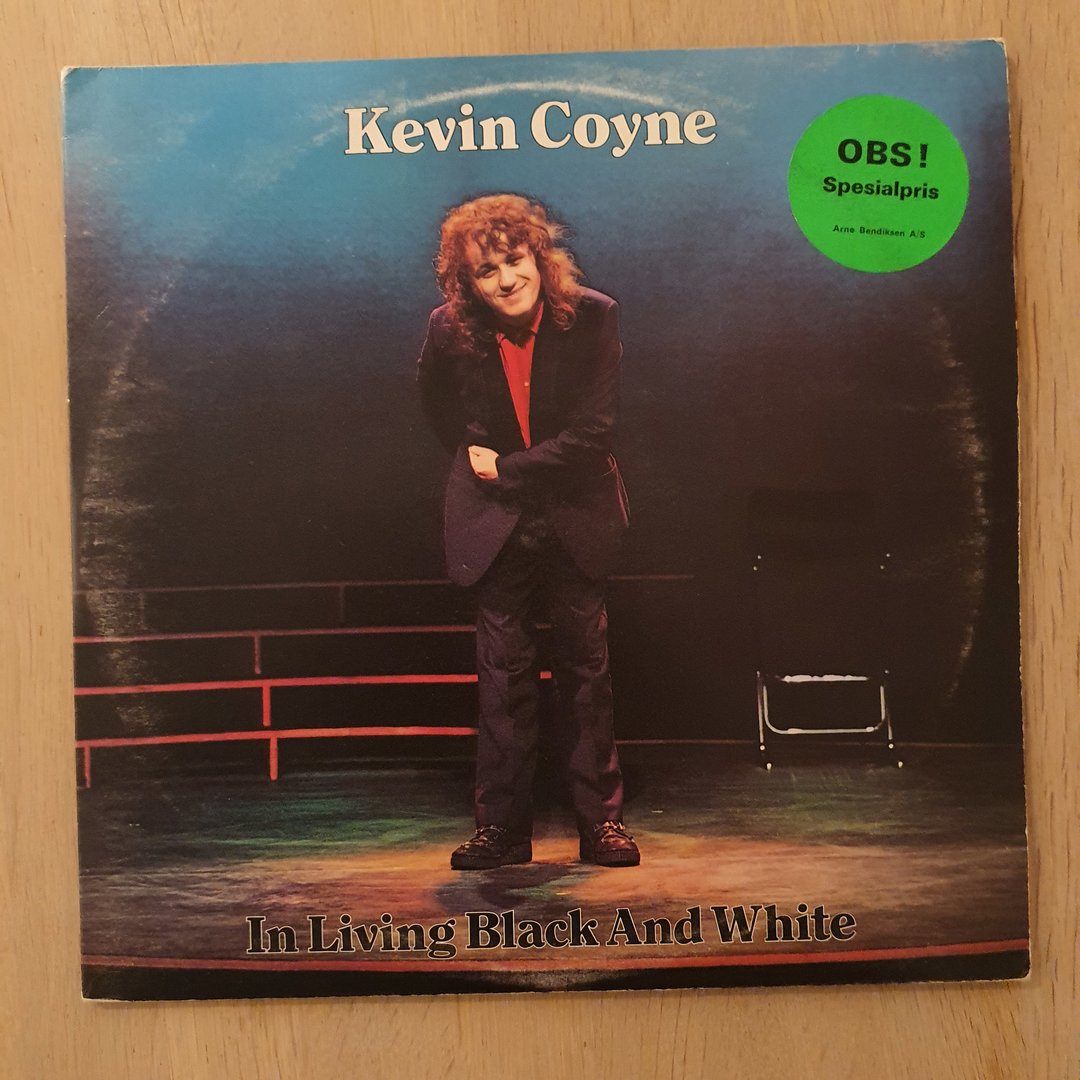 Kevin Coyne
OBS!
Spesialpris
Arne Bendiksen A/S
In Living Black And White